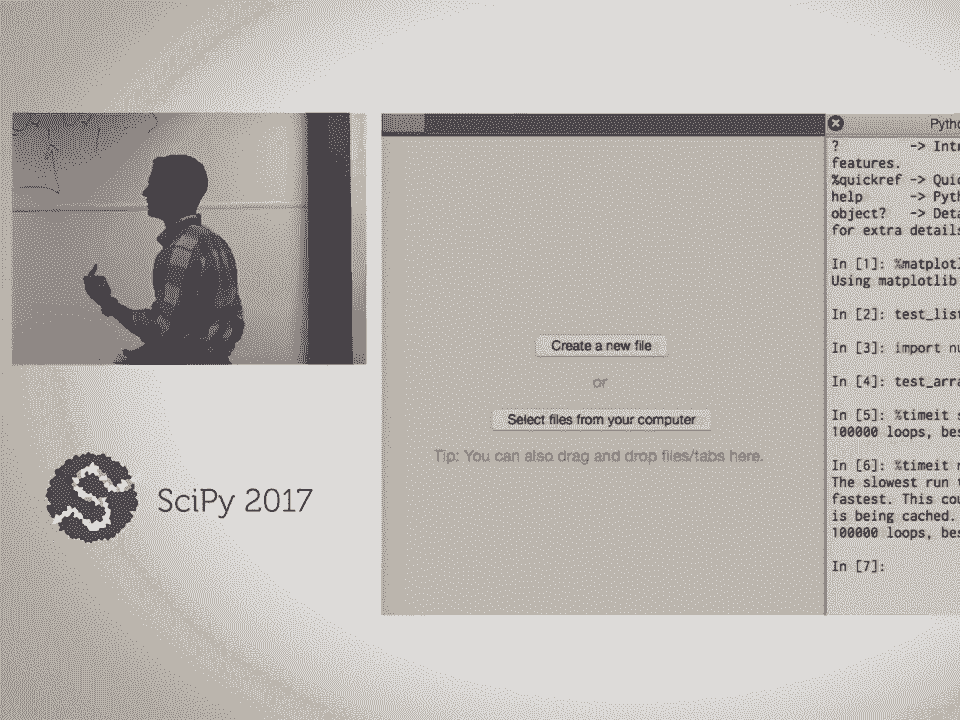 SciPy 2017
Create a new file
or
Select files from your computer
Tip: You can also drag and drop files/tabs here.
Pytho
? -> Intr
features.
%quickref -> Quic
help -> Pyth
object? -> Deta
for extra details
In [1]: %matplotl
Using matplotlib
In [2]: test_list
In [3]: import nu
In [4]: test_arra
In [5]: %timeit s
100000 loops, bes
In [6]: %timeit n
The slowest run t
fastest. This cou
is being cached.
100000 loops, bes
In [7]: